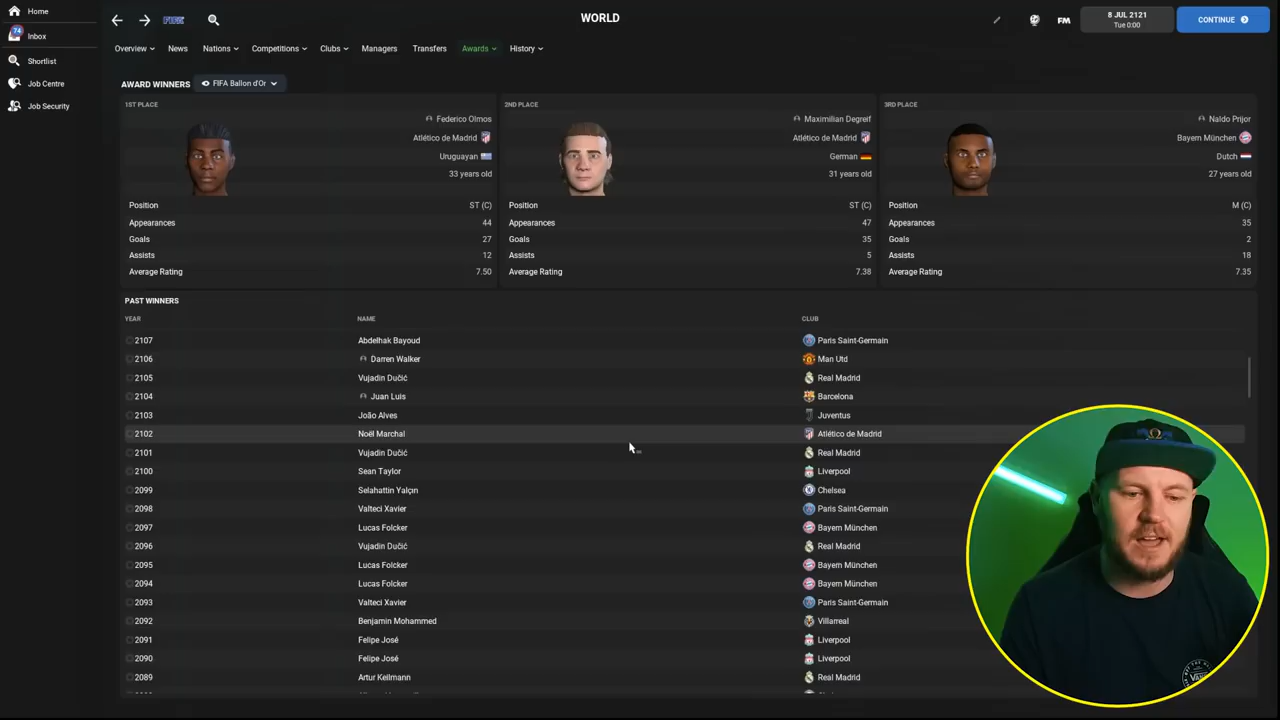 Home
WORLD
8 JUL 2121
Tue 0:00
CONTINUE
FIFA
FM
74
Inbox
Shortlist
Job Centre
Job Security
Overview
News
Nations
Competitions
Clubs
Managers
Transfers
Awards
History
AWARD WINNERS
FIFA Ballon d'Or
1ST PLACE
Federico Olmos
Atlético de Madrid
Uruguayan
33 years old
Position ST (C)
Appearances 44
Goals 27
Assists 12
Average Rating 7.50
2ND PLACE
Maximilian Degreif
Atlético de Madrid
German
31 years old
Position ST (C)
Appearances 47
Goals 35
Assists 5
Average Rating 7.38
3RD PLACE
Naldo Prijor
Bayern München
Dutch
27 years old
Position M (C)
Appearances 35
Goals 2
Assists 18
Average Rating 7.35
PAST WINNERS
YEAR NAME CLUB
2107 Abdelhak Bayoud Paris Saint-Germain
2106 Darren Walker Man Utd
2105 Vujadin Dučić Real Madrid
2104 Juan Luis Barcelona
2103 João Alves Juventus
2102 Noël Marchal Atlético de Madrid
2101 Vujadin Dučić Real Madrid
2100 Sean Taylor Liverpool
2099 Selahattin Yalçın Chelsea
2098 Valteci Xavier Paris Saint-Germain
2097 Lucas Folcker Bayern München
2096 Vujadin Dučić Real Madrid
2095 Lucas Folcker Bayern München
2094 Lucas Folcker Bayern München
2093 Valteci Xavier Paris Saint-Germain
2092 Benjamin Mohammed Villarreal
2091 Felipe José Liverpool
2090 Felipe José Liverpool
2089 Artur Keilmann Real Madrid
VANS